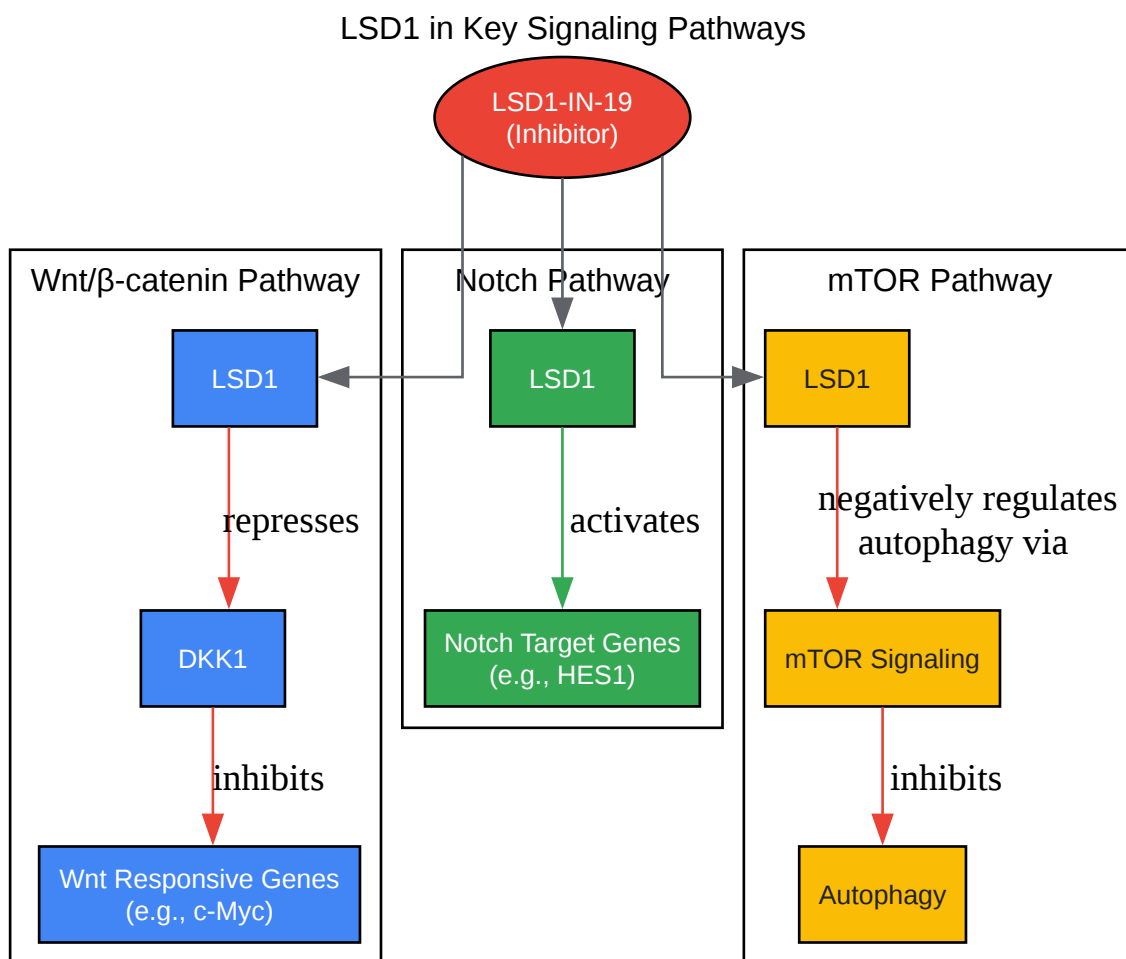 LSD1 in Key Signaling Pathways
LSD1-IN-19
(Inhibitor)
Wnt/β-catenin Pathway
LSD1
represses
DKK1
inhibits
Wnt Responsive Genes
(e.g., c-Myc)
Notch Pathway
LSD1
activates
Notch Target Genes
(e.g., HES1)
mTOR Pathway
LSD1
negatively regulates
autophagy via
mTOR Signaling
inhibits
Autophagy